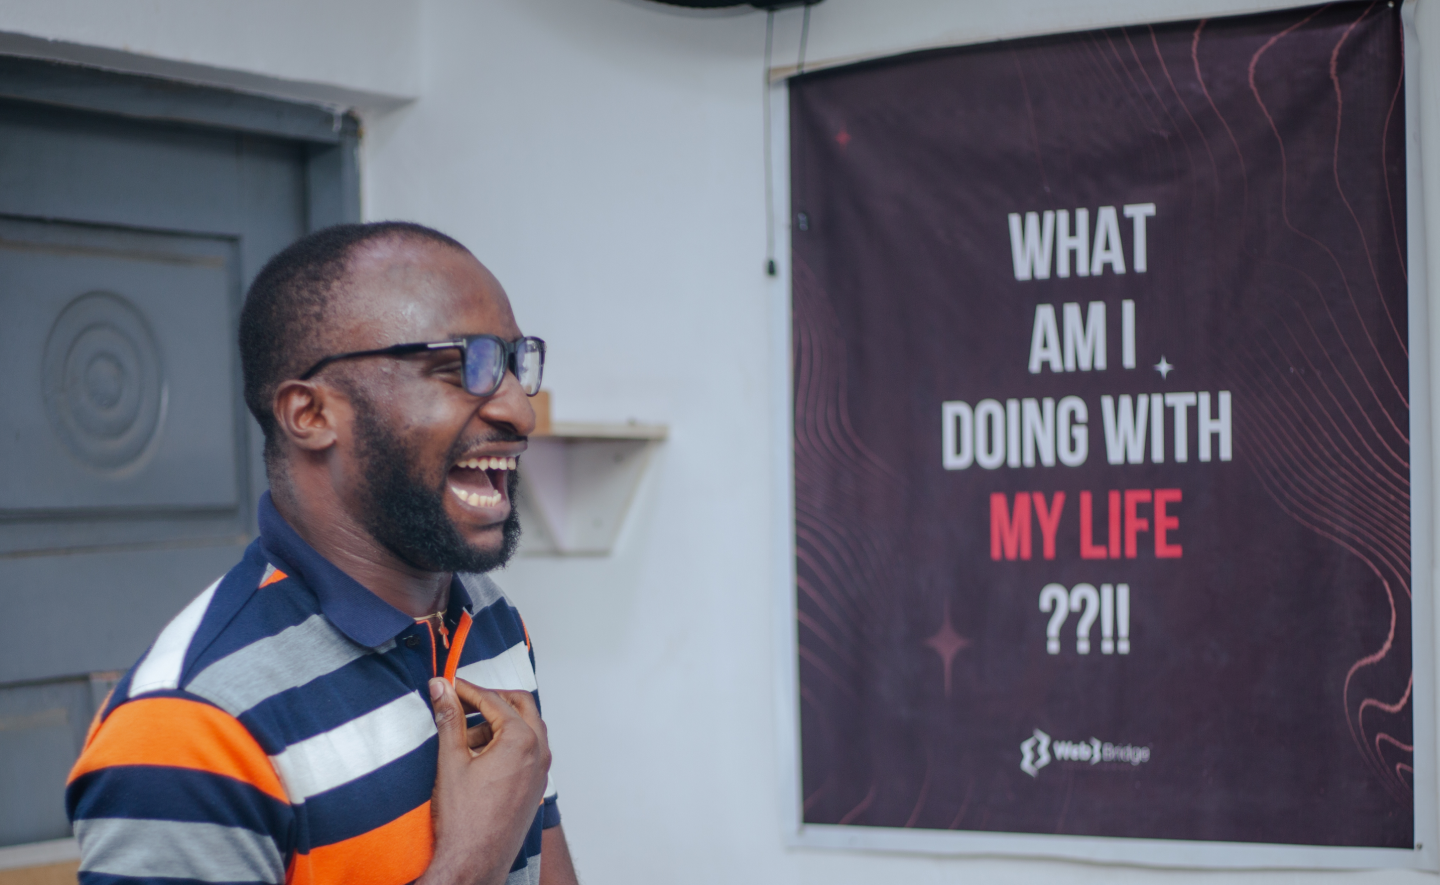 WHAT
AM I
DOING WITH
MY LIFE
??!!
Web3Bridge